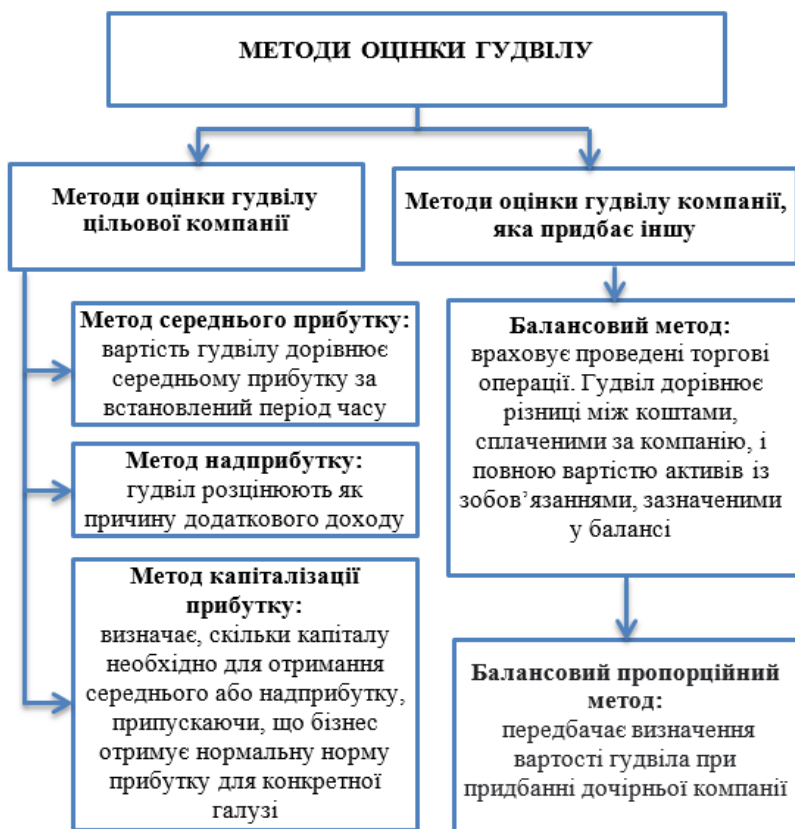 МЕТОДИ ОЦІНКИ ГУДВІЛУ
Методи оцінки гудвілу
цільової компанії
Методи оцінки гудвілу компанії,
яка придбає іншу
Метод середнього прибутку:
вартість гудвілу дорівнює
середньому прибутку за
встановлений період часу
Метод надприбутку:
гудвіл розцінюють як
причину додаткового доходу
Метод капіталізації
прибутку:
визначає, скільки капіталу
необхідно для отримання
середнього або надприбутку,
припускаючи, що бізнес
отримує нормальну норму
прибутку для конкретної
галузі
Балансовий метод:
враховує проведені торгові
операції. Гудвіл дорівнює
різниці між коштами,
сплаченими за компанію, і
повною вартістю активів із
зобов’язаннями, зазначеними
у балансі
Балансовий пропорційний
метод:
передбачає визначення
вартості гудвіла при
придбанні дочірньої компанії